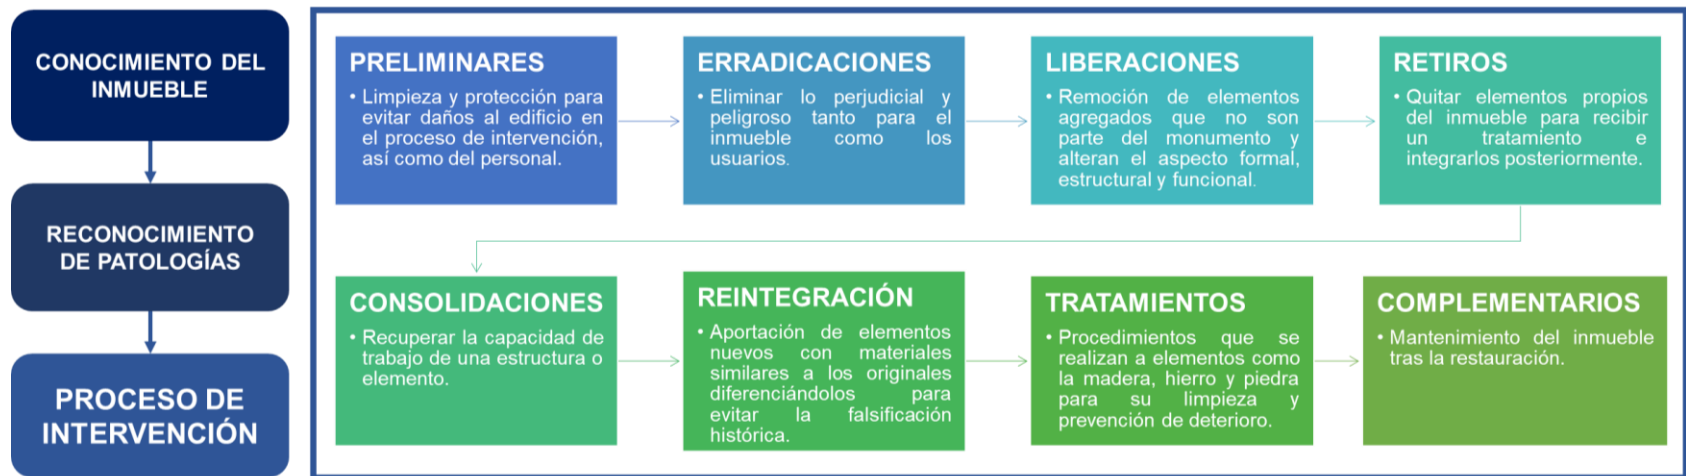 CONOCIMIENTO DEL
INMUEBLE
RECONOCIMIENTO
DE PATOLOGÍAS
PROCESO DE
INTERVENCIÓN
PRELIMINARES
• Limpieza y protección para
evitar daños al edificio en
el proceso de intervención,
así como del personal.
ERRADICACIONES
• Eliminar lo perjudicial y
peligroso tanto para el
inmueble como los
usuarios.
LIBERACIONES
• Remoción de elementos
agregados que no son
parte del monumento y
alteran el aspecto formal,
estructural y funcional.
RETIROS
• Quitar elementos propios
del inmueble para recibir
un tratamiento e
integrarlos posteriormente.
CONSOLIDACIONES
• Recuperar la capacidad de
trabajo de una estructura o
elemento.
REINTEGRACIÓN
• Aportación de elementos
nuevos con materiales
similares a los originales
diferenciándolos para
evitar la falsificación
histórica.
TRATAMIENTOS
• Procedimientos que se
realizan a elementos como
la madera, hierro y piedra
para su limpieza y
prevención de deterioro.
COMPLEMENTARIOS
• Mantenimiento del inmueble
tras la restauración.